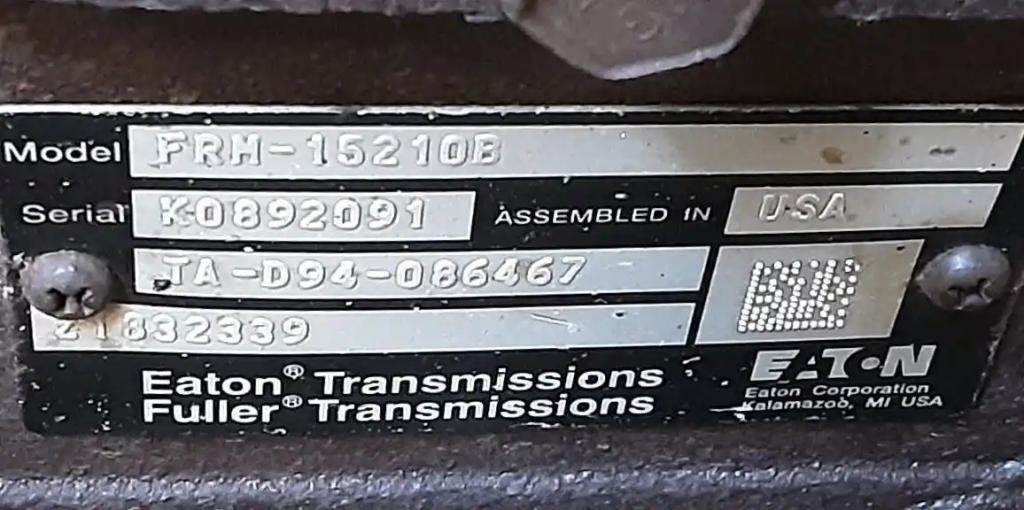 Model FRM-15210B
Serial K0892091 ASSEMBLED IN USA
TA-D94-086467
21832339
Eaton® Transmissions
Fuller® Transmissions
EATON
Eaton Corporation
Kalamazoo, MI USA